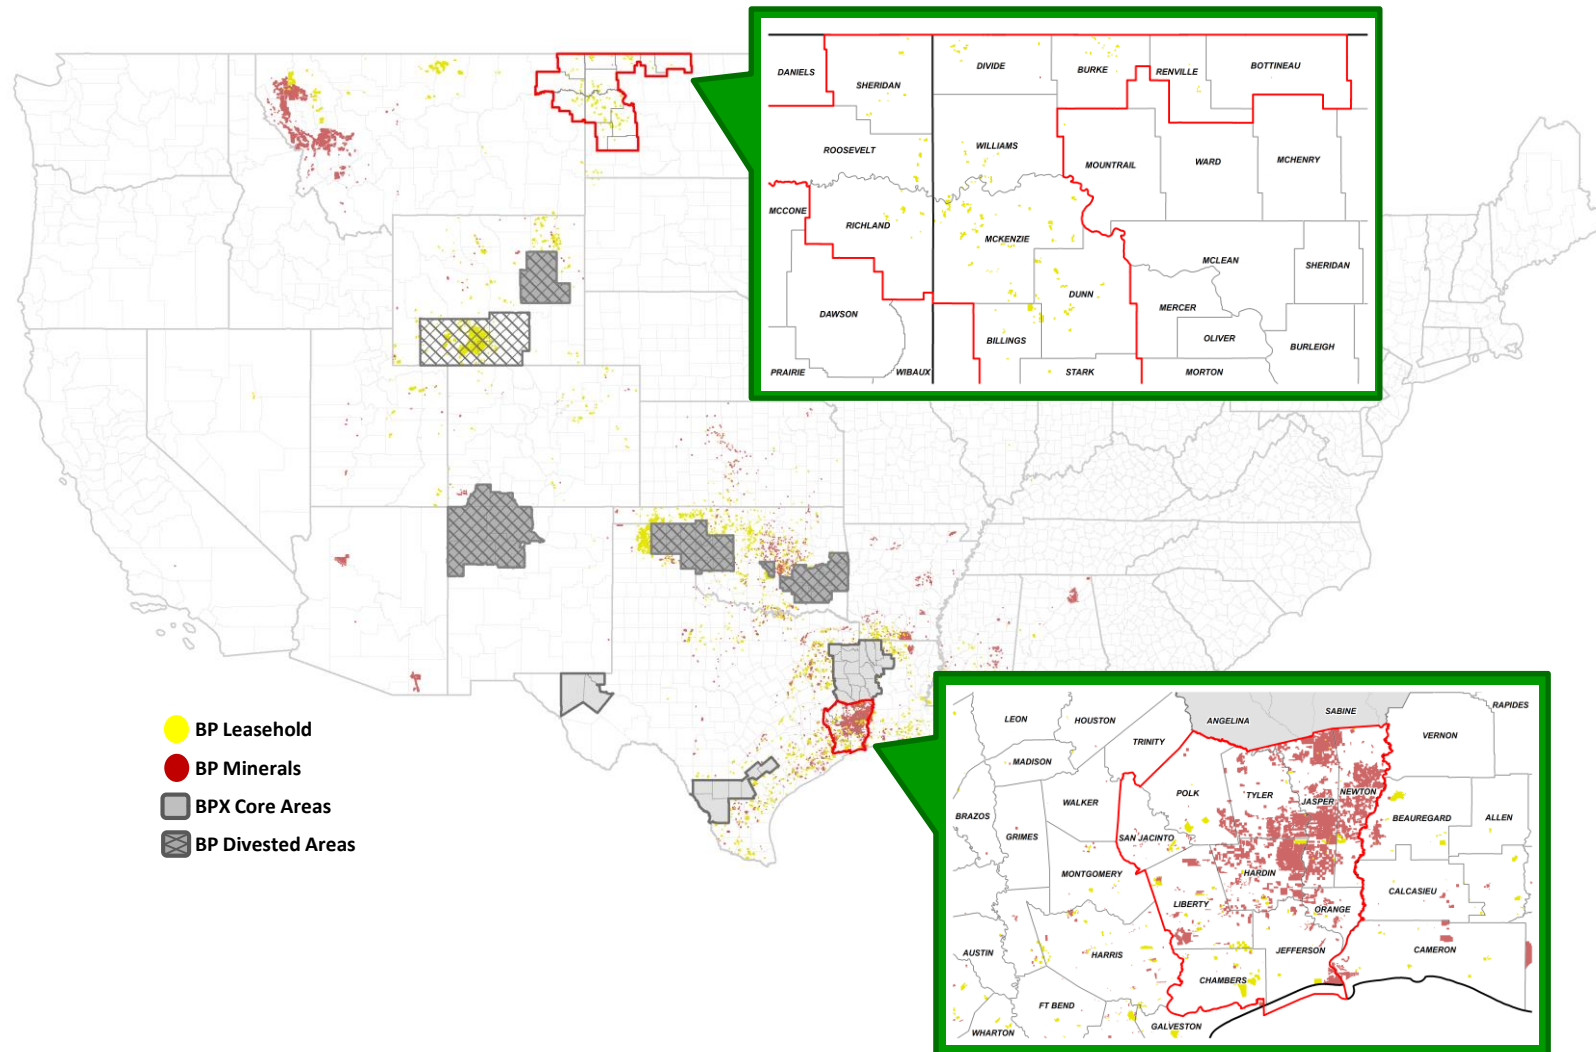 DANIELS
SHERIDAN
DIVIDE
BURKE
RENVILLE
BOTTINEAU
ROOSEVELT
WILLIAMS
MOUNTRAIL
WARD
MCHENRY
MCCONE
RICHLAND
MCKENZIE
MCLEAN
SHERIDAN
DUNN
MERCER
DAWSON
BILLINGS
OLIVER
BURLEIGH
PRAIRIE
WIBAUX
STARK
MORTON
BP Leasehold
BP Minerals
BPX Core Areas
BP Divested Areas
LEON
HOUSTON
ANGELINA
SABINE
RAPIDES
TRINITY
VERNON
MADISON
WALKER
POLK
TYLER
JASPER
NEWTON
BRAZOS
GRIMES
SAN JACINTO
BEAUREGARD
ALLEN
MONTGOMERY
HARDIN
CALCASIEU
LIBERTY
ORANGE
AUSTIN
HARRIS
JEFFERSON
CAMERON
CHAMBERS
FT BEND
WHARTON
GALVESTON